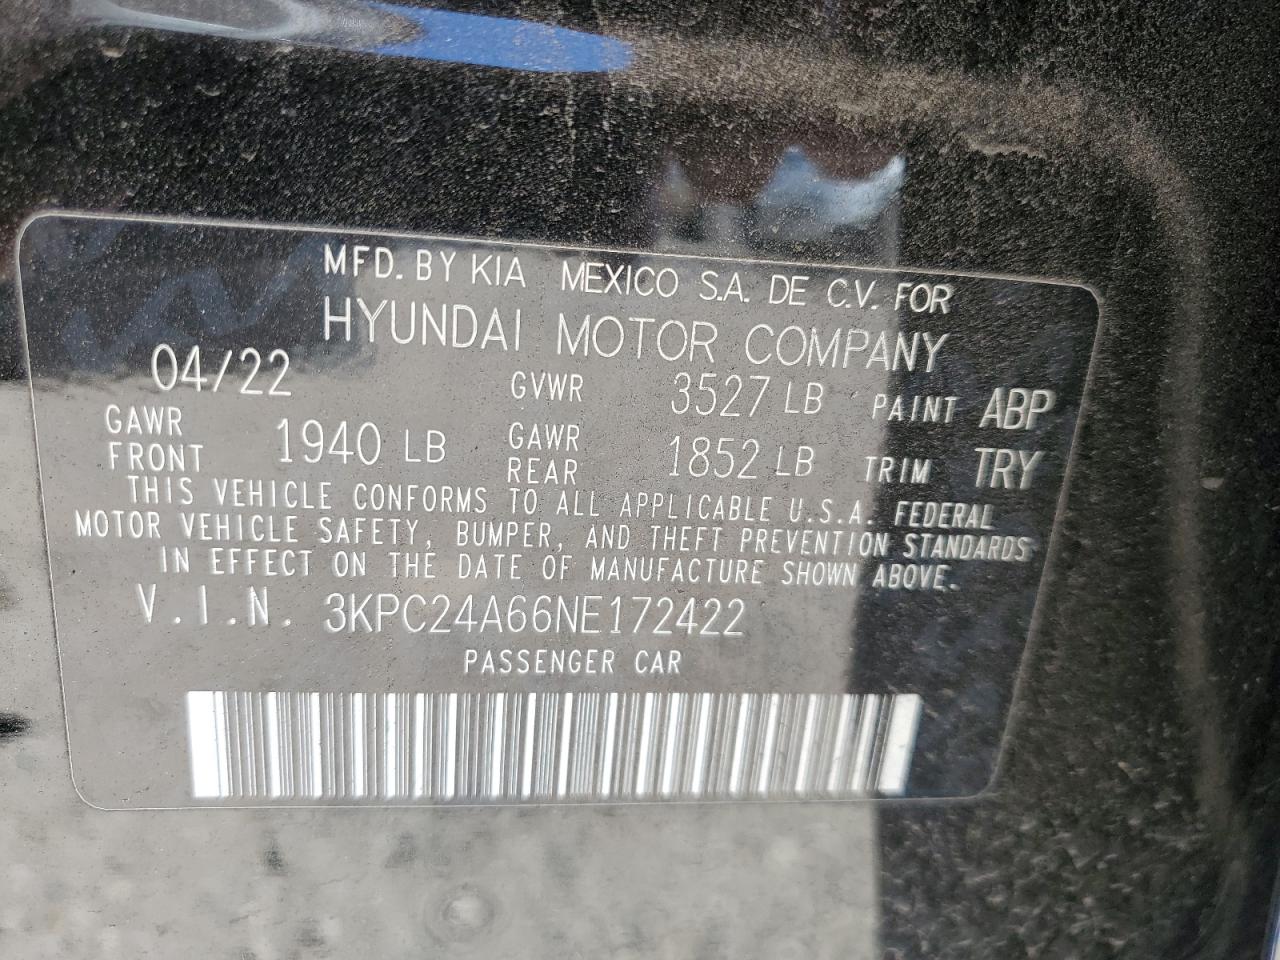 MFD. BY KIA MEXICO S.A. DE C.V. FOR
HYUNDAI MOTOR COMPANY
04/22 GVWR 3527 LB PAINT ABP
GAWR FRONT 1940 LB GAWR REAR 1852 LB TRIM TRY
THIS VEHICLE CONFORMS TO ALL APPLICABLE U.S.A. FEDERAL
MOTOR VEHICLE SAFETY, BUMPER, AND THEFT PREVENTION STANDARDS
IN EFFECT ON THE DATE OF MANUFACTURE SHOWN ABOVE.
V.I.N. 3KPC24A66NE172422
PASSENGER CAR